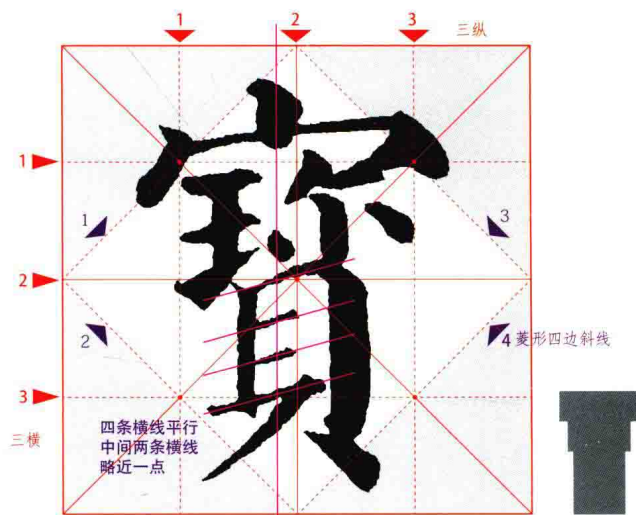 1 2 3 三纵
1
1 3
2
2 4 菱形四边斜线
3
三横
四条横线平行
中间两条横线
略近一点
寳